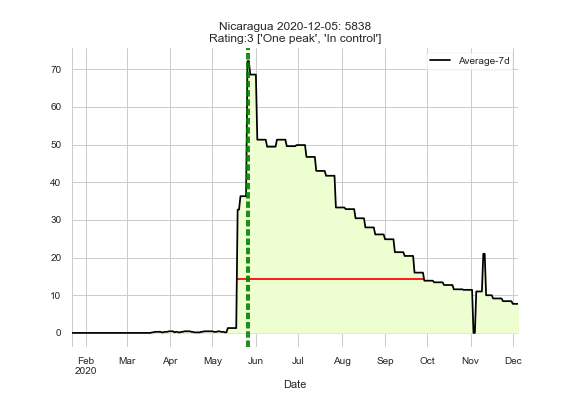 Nicaragua 2020-12-05: 5838
Rating:3 ['One peak', 'In control']
Average-7d
70
60
50
40
30
20
10
0
Feb Mar Apr May Jun Jul Aug Sep Oct Nov Dec
2020
Date